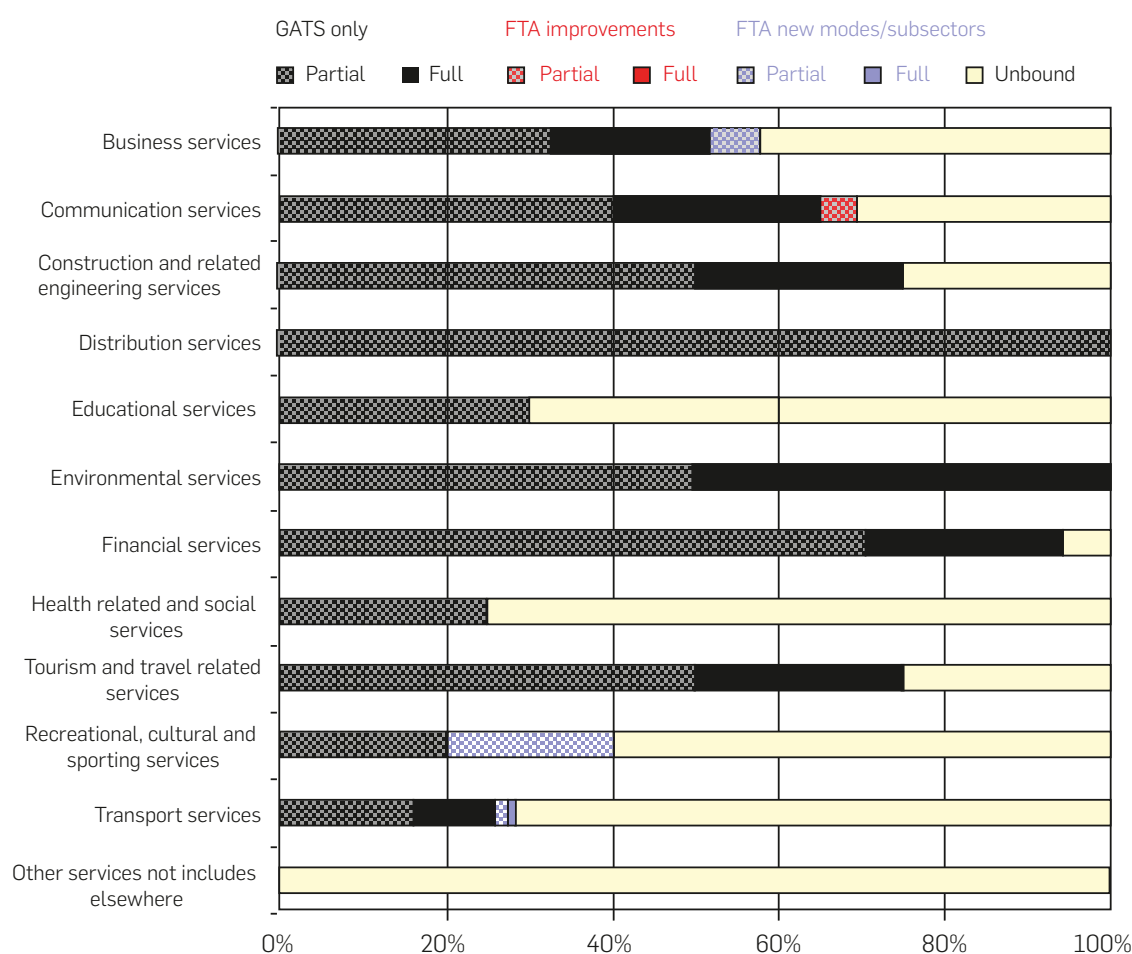 GATS only FTA improvements FTA new modes/subsectors
Partial Full Partial Full Partial Full Unbound
Business services
Communication services
Construction and related
engineering services
Distribution services
Educational services
Environmental services
Financial services
Health related and social
services
Tourism and travel related
services
Recreational, cultural and
sporting services
Transport services
Other services not includes
elsewhere
0% 20% 40% 60% 80% 100%